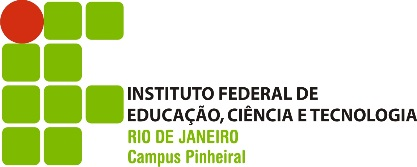 INSTITUTO FEDERAL DE
EDUCAÇÃO, CIÊNCIA E TECNOLOGIA
RIO DE JANEIRO
Campus Pinheiral